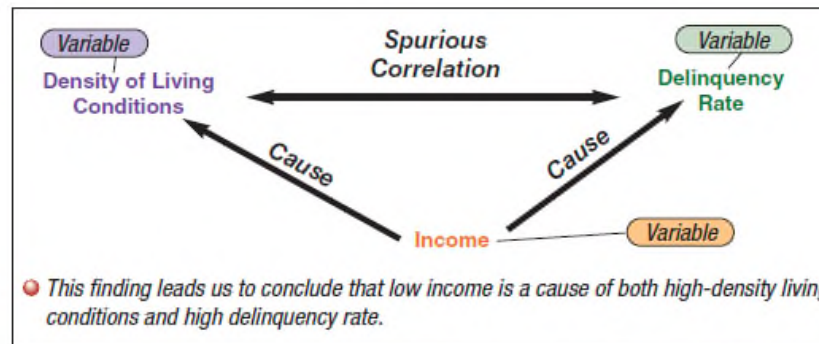 Variable
Spurious
Correlation
Variable
Density of Living
Conditions
Delinquency
Rate
Cause
Cause
Income
Variable
This finding leads us to conclude that low income is a cause of both high-density living
conditions and high delinquency rate.